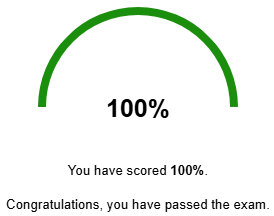 100%
You have scored 100%.
Congratulations, you have passed the exam.